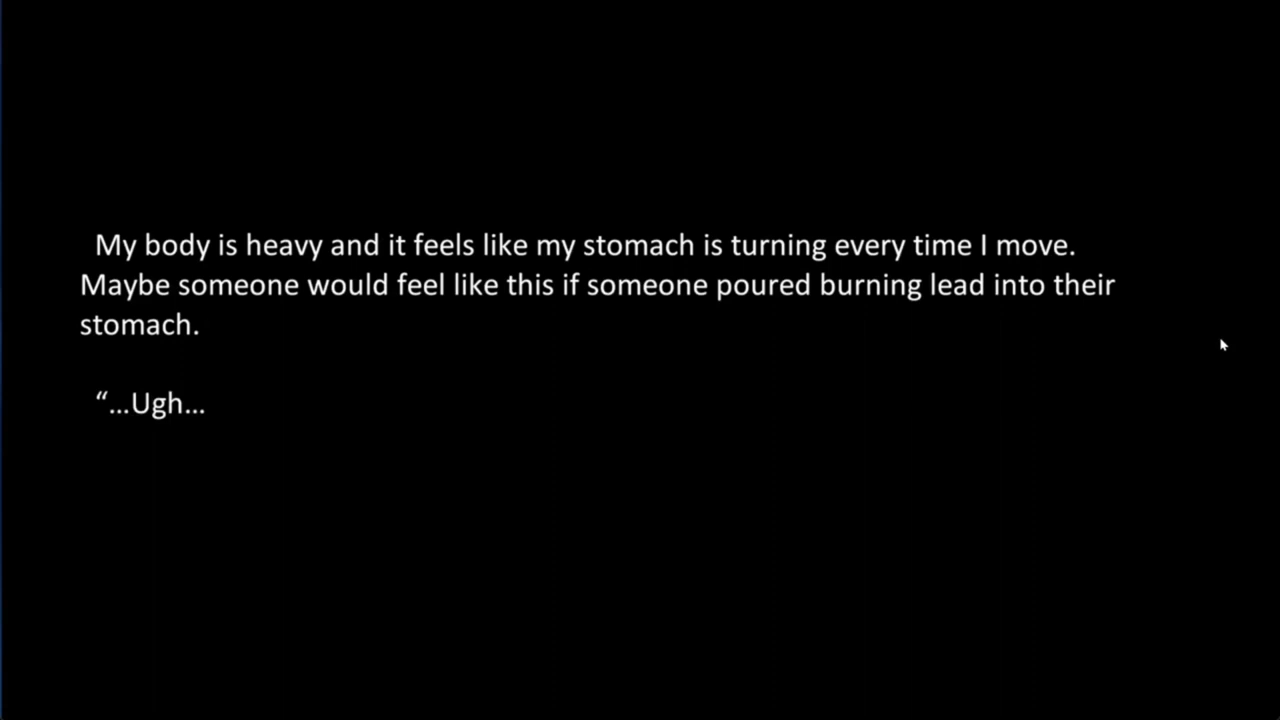 My body is heavy and it feels like my stomach is turning every time I move.
Maybe someone would feel like this if someone poured burning lead into their
stomach.
“...Ugh...